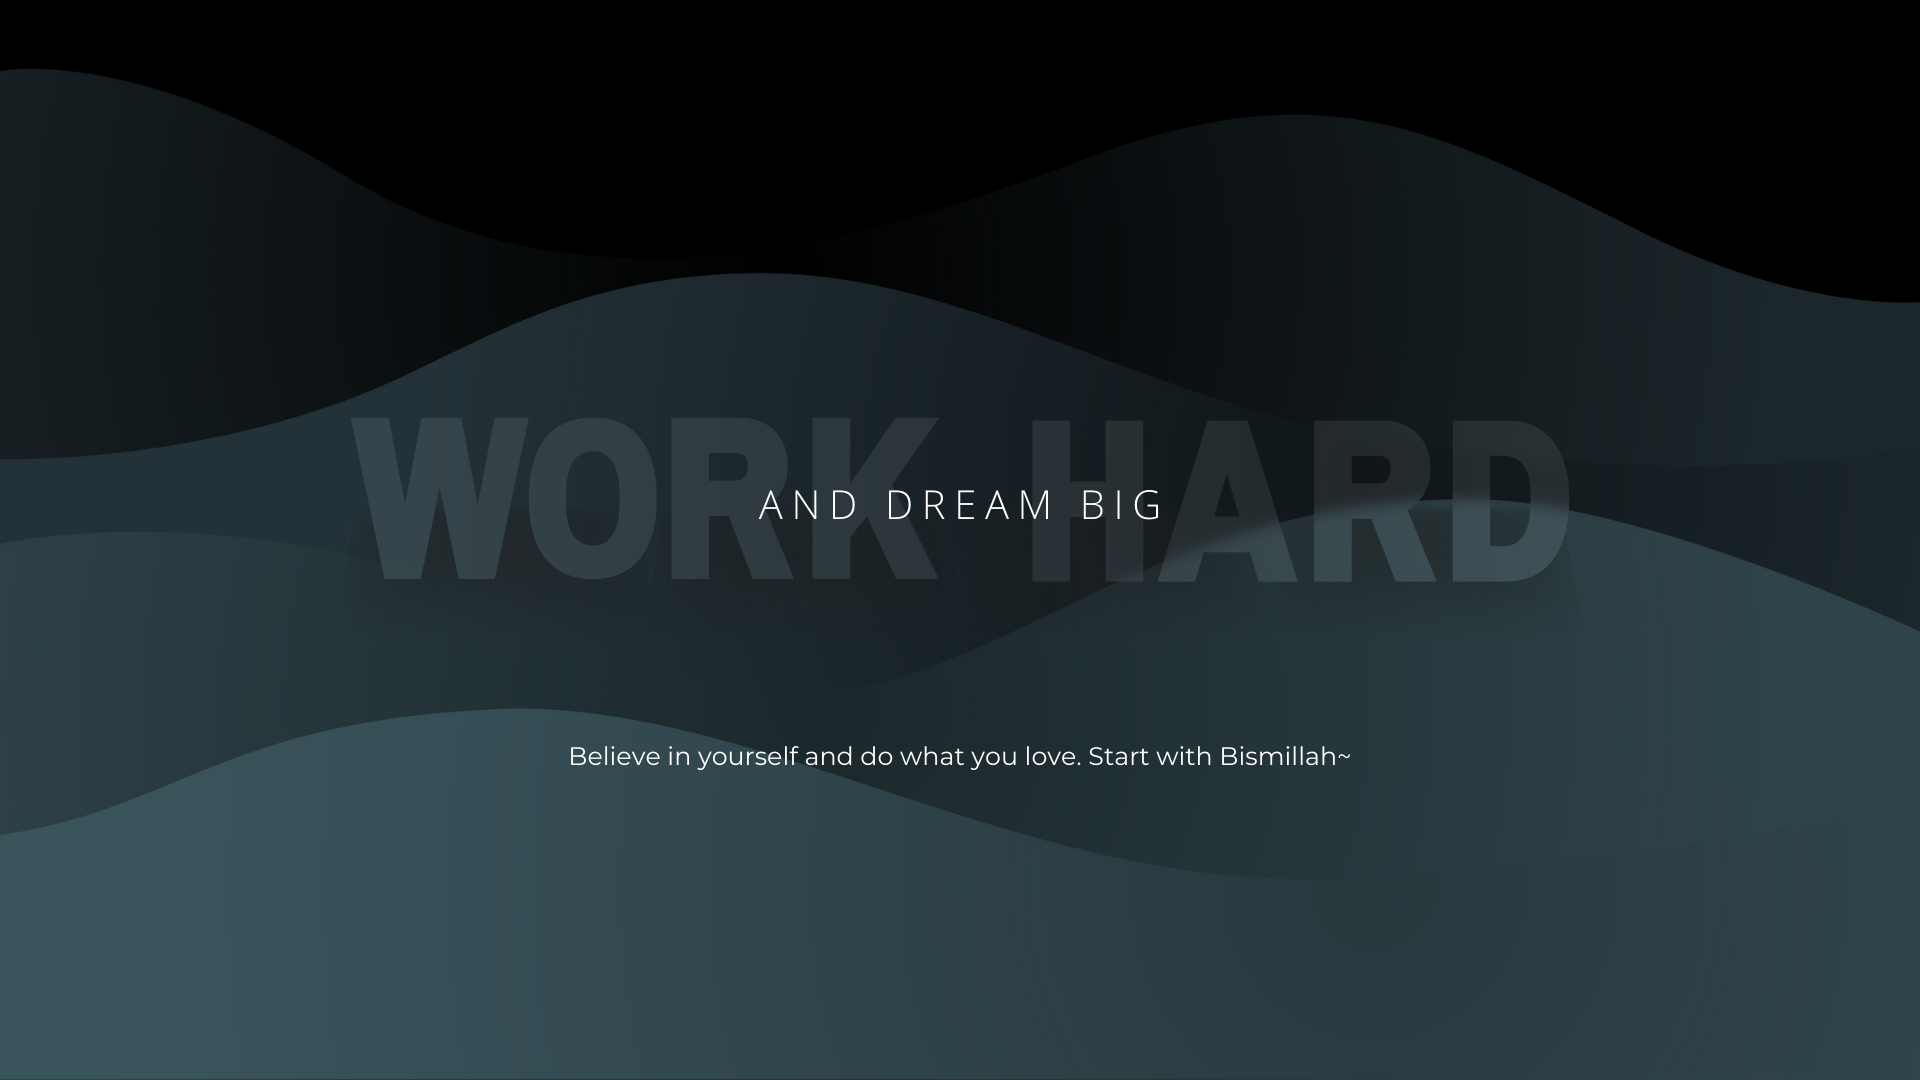 WORK HARD
AND DREAM BIG
Believe in yourself and do what you love. Start with Bismillah~